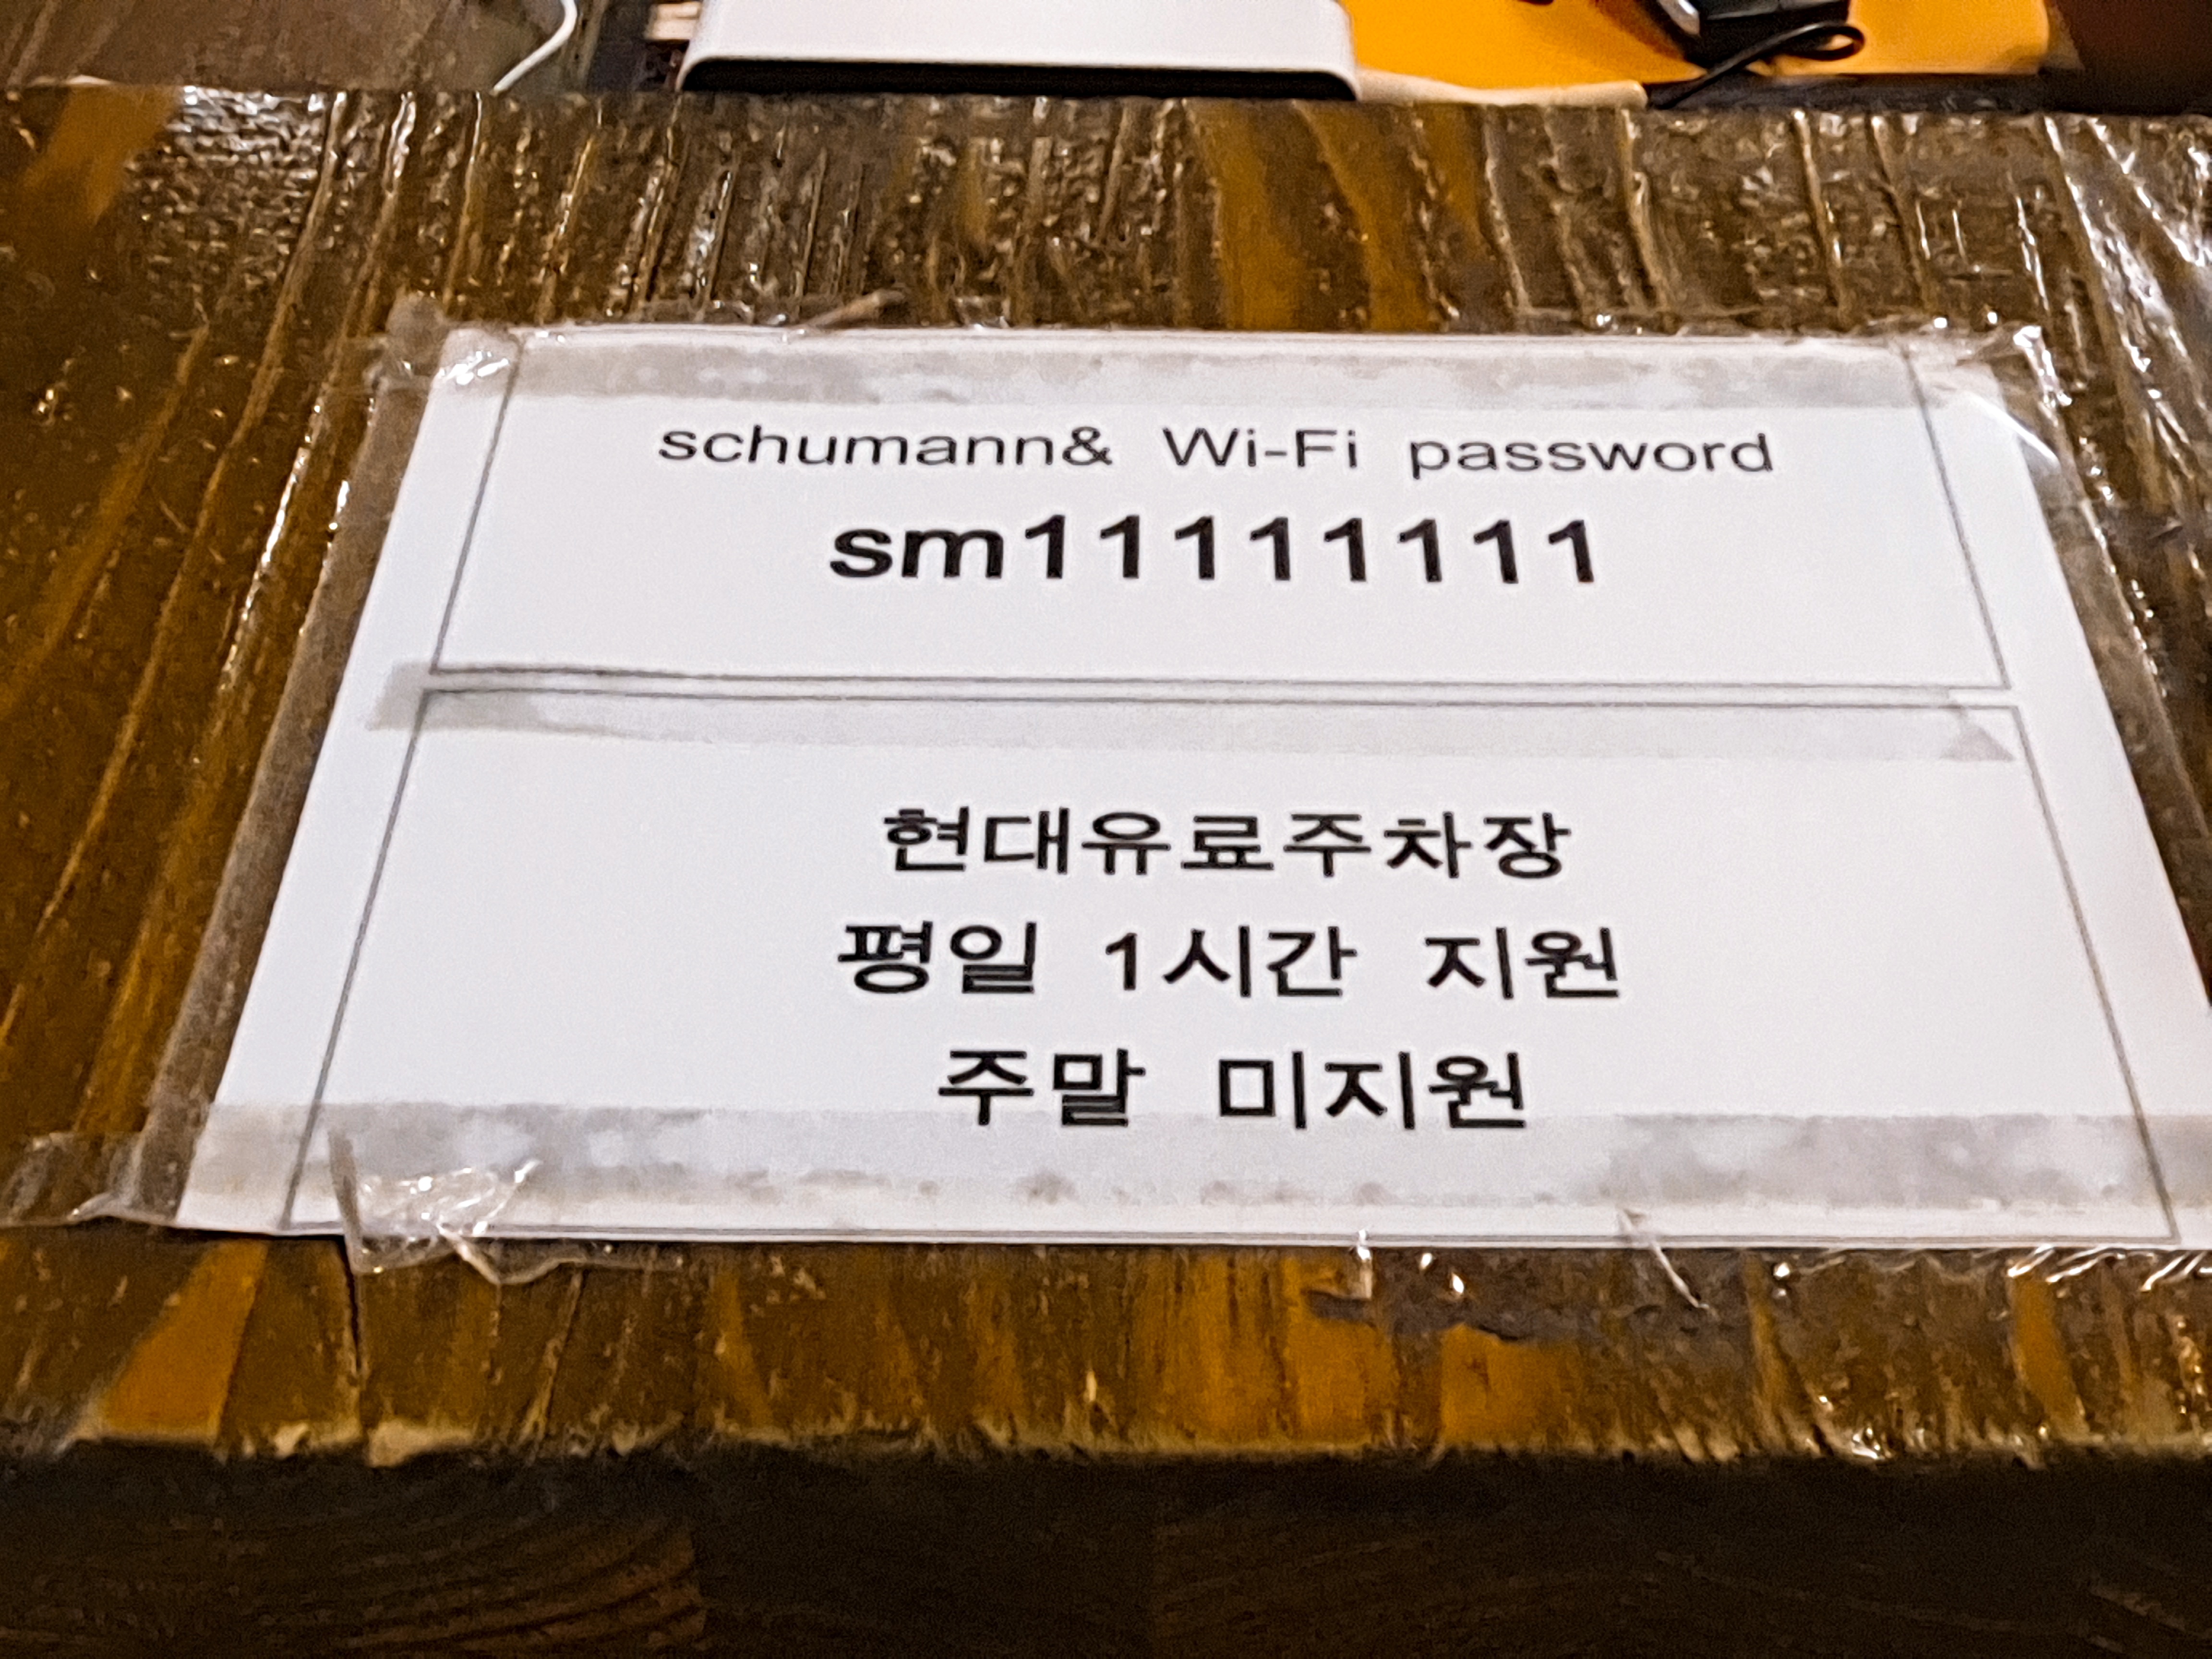 schumann& Wi-Fi password
sm11111111
현대유료주차장
평일 1시간 지원
주말 미지원